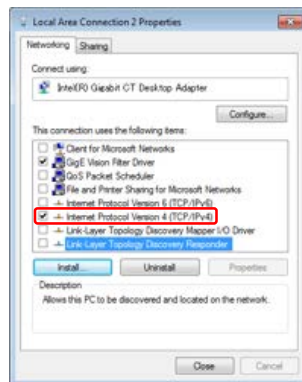 Local Area Connection 2 Properties
Networking Sharing
Connect using:
Intel(R) Gigabit CT Desktop Adapter
Configure...
This connection uses the following items:
Client for Microsoft Networks
GigE Vision Filter Driver
QoS Packet Scheduler
File and Printer Sharing for Microsoft Networks
Internet Protocol Version 6 (TCP/IPv6)
Internet Protocol Version 4 (TCP/IPv4)
Link-Layer Topology Discovery Mapper I/O Driver
Link-Layer Topology Discovery Responder
Install... Uninstall Properties
Description
Allows this PC to be discovered and located on the network.
Close Cancel